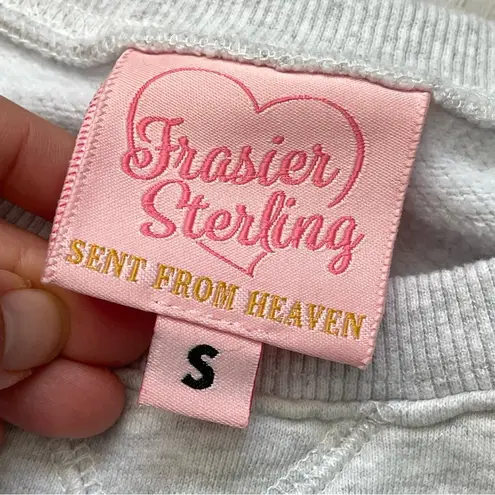 Frasier
Sterling
SENT FROM HEAVEN
S